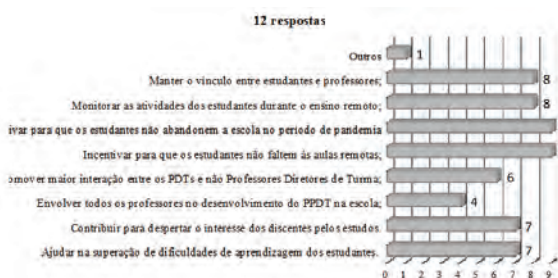 12 respostas
Outros 1
Manter o vínculo entre estudantes e professores; 8
Monitorar as atividades dos estudantes durante o ensino remoto; 8
ivar para que os estudantes não abandonem a escola no período de pandemia
Incentivar para que os estudantes não faltem às aulas remotas;
omover maior interação entre os PDTs e não Professores Diretores de Turma; 6
Envolver todos os professores no desenvolvimento do PPDT na escola; 4
Contribuir para despertar o interesse dos discentes pelos estudos. 7
Ajudar na superação de dificuldades de aprendizagem dos estudantes. 7
0 1 2 3 4 5 6 7 8 9